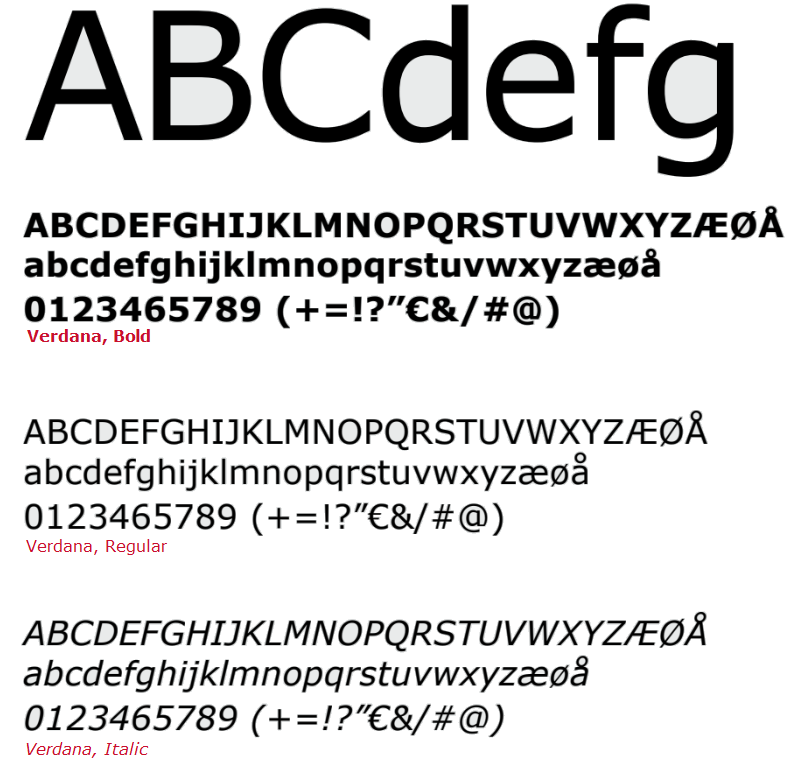 ABCdefg
ABCDEFGHIJKLMNOPQRSTUVWXYZÆØÅ
abcdefghijklmnopqrstuvwxyzæøå
0123465789 (+=!?”€&/#@)
Verdana, Bold
ABCDEFGHIJKLMNOPQRSTUVWXYZÆØÅ
abcdefghijklmnopqrstuvwxyzæøå
0123465789 (+=!?”€&/#@)
Verdana, Regular
ABCDEFGHIJKLMNOPQRSTUVWXYZÆØÅ
abcdefghijklmnopqrstuvwxyzæøå
0123465789 (+=!?”€&/#@)
Verdana, Italic